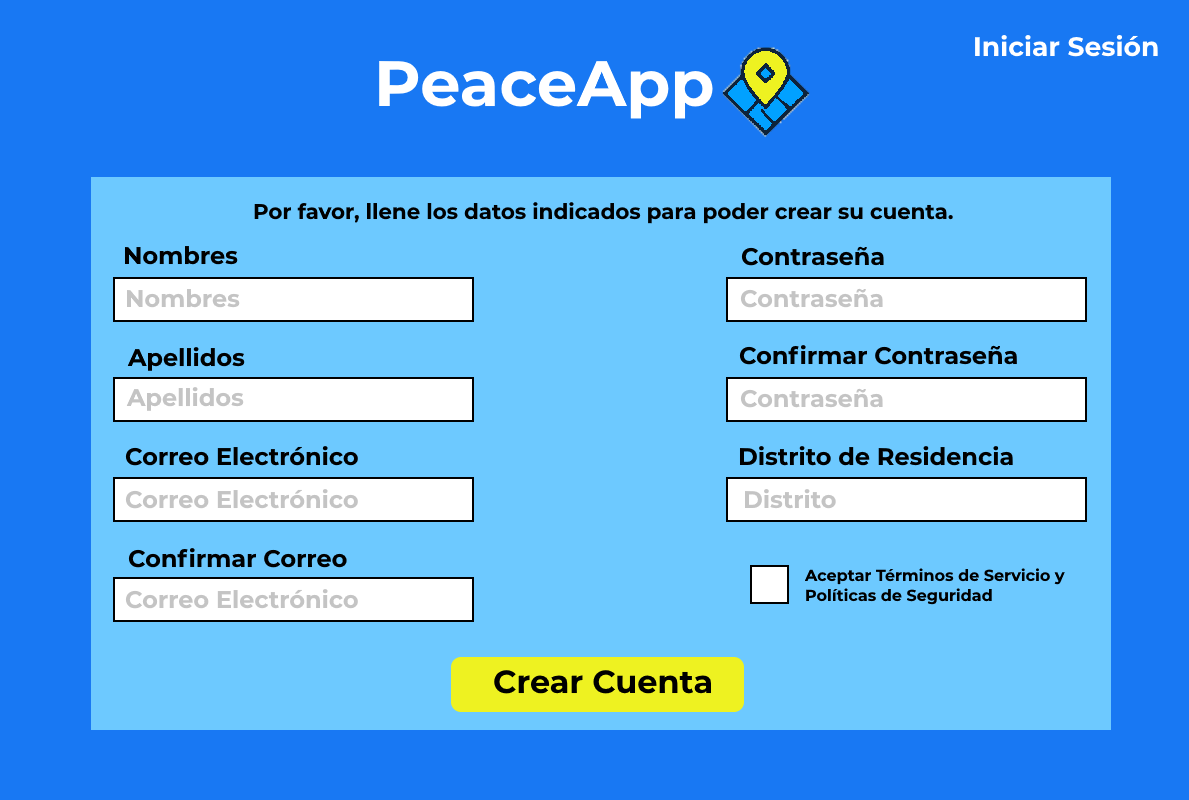 Iniciar Sesión
PeaceApp
Por favor, llene los datos indicados para poder crear su cuenta.
Nombres
Nombres
Apellidos
Apellidos
Correo Electrónico
Correo Electrónico
Confirmar Correo
Correo Electrónico
Contraseña
Contraseña
Confirmar Contraseña
Contraseña
Distrito de Residencia
Distrito
Aceptar Términos de Servicio y
Políticas de Seguridad
Crear Cuenta